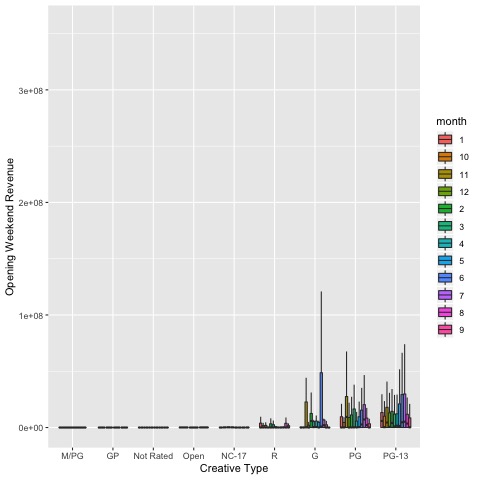 month
1
10
11
12
2
3
4
5
6
7
8
9
Opening Weekend Revenue
3e+08
2e+08
1e+08
0e+00
M/PG GP Not Rated Open NC-17 R G PG PG-13
Creative Type